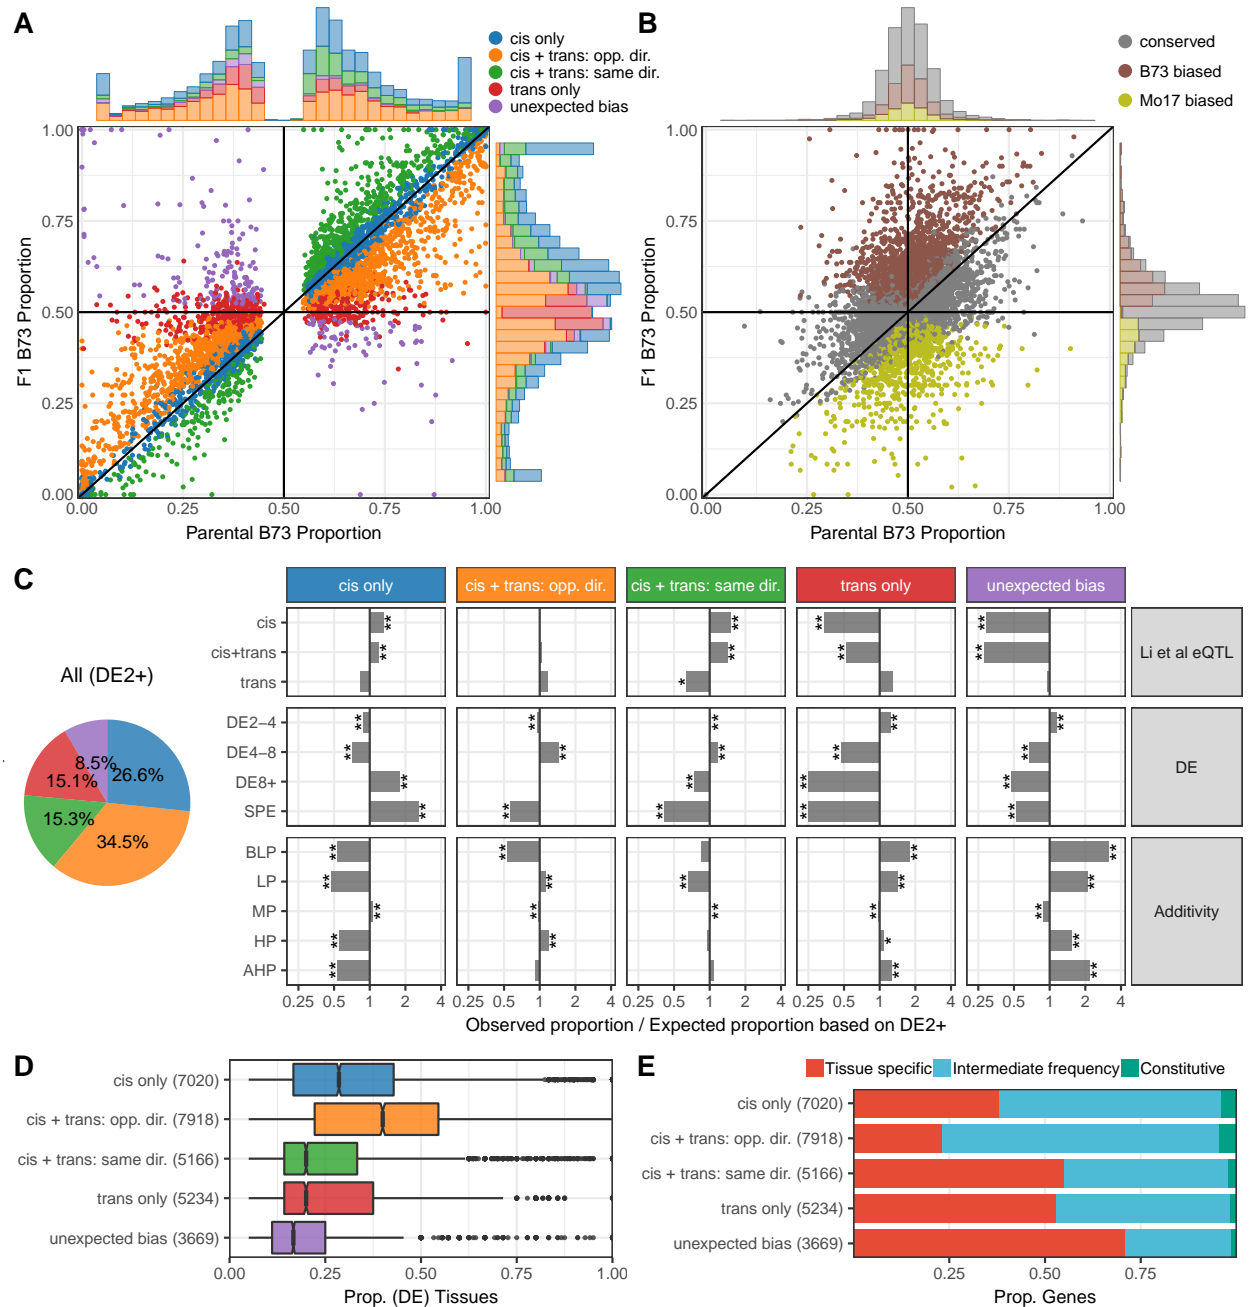 A
cis only
cis + trans: opp. dir.
cis + trans: same dir.
trans only
unexpected bias
1.00
0.75
0.50
0.25
0.00
F1 B73 Proportion
0.00 0.25 0.50 0.75 1.00
Parental B73 Proportion
B
conserved
B73 biased
Mo17 biased
1.00
0.75
0.50
0.25
0.00
F1 B73 Proportion
0.00 0.25 0.50 0.75 1.00
Parental B73 Proportion
C
All (DE2+)
8.5%
26.6%
15.1%
15.3%
34.5%
cis only cis + trans: opp. dir. cis + trans: same dir. trans only unexpected bias
cis ** ** ** **
cis+trans ** ** ** **
trans *
Li et al eQTL
DE2−4 ** ** ** ** **
DE4−8 ** ** ** ** **
DE8+ ** ** ** **
SPE ** ** ** ** **
DE
BLP ** ** ** **
LP ** ** ** ** **
MP ** ** ** ** **
HP ** ** * **
AHP ** ** **
Additivity
0.25 0.5 1 2 4 0.25 0.5 1 2 4 0.25 0.5 1 2 4 0.25 0.5 1 2 4 0.25 0.5 1 2 4
Observed proportion / Expected proportion based on DE2+
D
cis only (7020)
cis + trans: opp. dir. (7918)
cis + trans: same dir. (5166)
trans only (5234)
unexpected bias (3669)
0.00 0.25 0.50 0.75 1.00
Prop. (DE) Tissues
E
Tissue specific Intermediate frequency Constitutive
cis only (7020)
cis + trans: opp. dir. (7918)
cis + trans: same dir. (5166)
trans only (5234)
unexpected bias (3669)
0.25 0.50 0.75
Prop. Genes